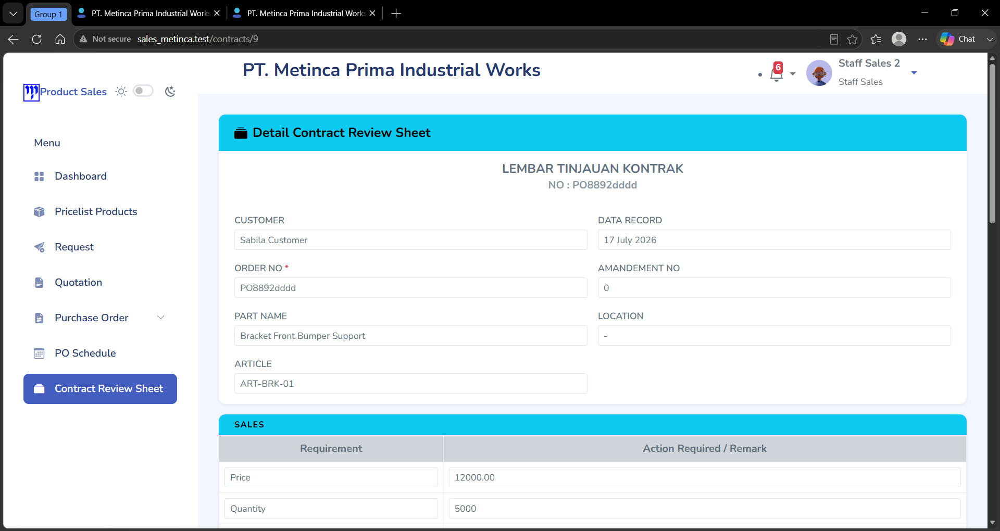 Group 1
PT. Metinca Prima Industrial Works
PT. Metinca Prima Industrial Works
Not secure
sales_metinca.test/contracts/9
Chat
Product Sales
PT. Metinca Prima Industrial Works
6
Staff Sales 2
Staff Sales
Menu
Dashboard
Pricelist Products
Request
Quotation
Purchase Order
PO Schedule
Contract Review Sheet
Detail Contract Review Sheet
LEMBAR TINJAUAN KONTRAK
NO : PO8892dddd
CUSTOMER
Sabila Customer
DATA RECORD
17 July 2026
ORDER NO *
PO8892dddd
AMANDEMENT NO
0
PART NAME
Bracket Front Bumper Support
LOCATION
-
ARTICLE
ART-BRK-01
SALES
Requirement
Action Required / Remark
Price
12000.00
Quantity
5000